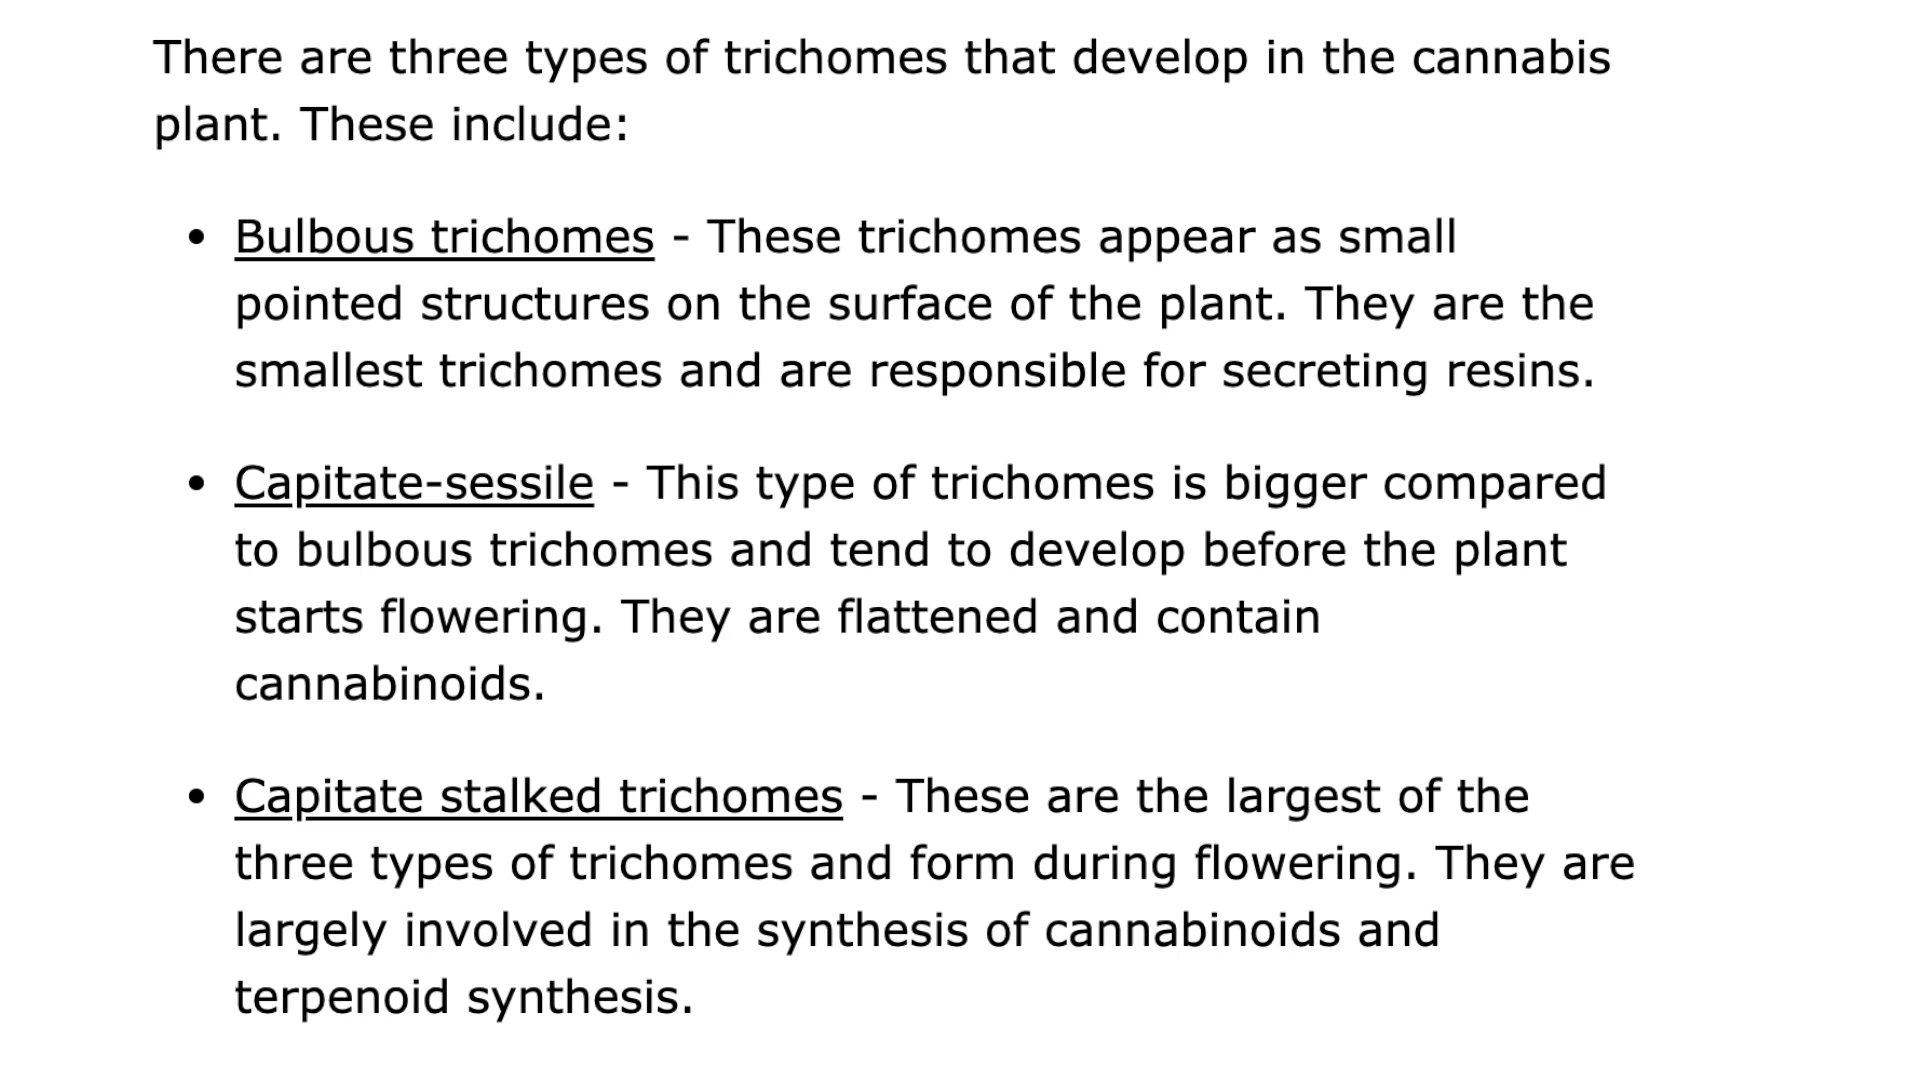 There are three types of trichomes that develop in the cannabis
plant. These include:
• Bulbous trichomes - These trichomes appear as small
pointed structures on the surface of the plant. They are the
smallest trichomes and are responsible for secreting resins.
• Capitate-sessile - This type of trichomes is bigger compared
to bulbous trichomes and tend to develop before the plant
starts flowering. They are flattened and contain
cannabinoids.
• Capitate stalked trichomes - These are the largest of the
three types of trichomes and form during flowering. They are
largely involved in the synthesis of cannabinoids and
terpenoid synthesis.